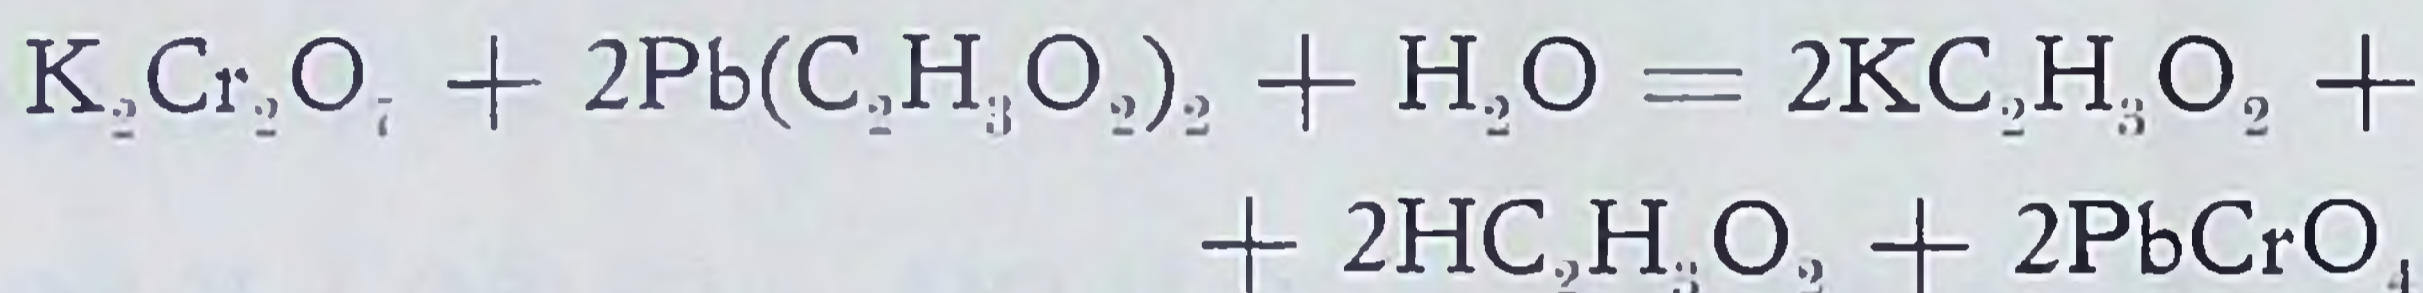 K₂Cr₂O₇ + 2Pb(C₂H₃O₂)₂ + H₂O = 2KC₂H₃O₂ +
+ 2HC₂H₃O₂ + 2PbCrO₄